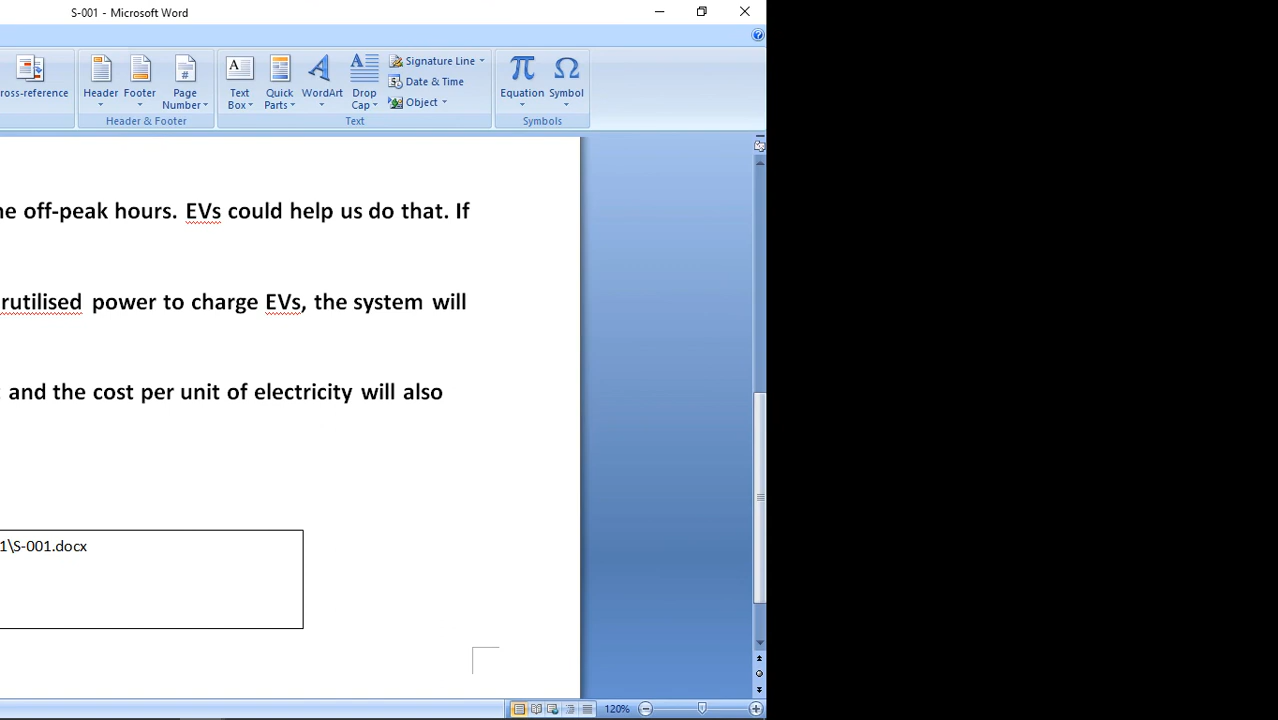 S-001 - Microsoft Word
ross-reference
Header
Footer
Page Number
Header & Footer
Text Box
Quick Parts
WordArt
Drop Cap
Signature Line
Date & Time
Object
Text
Equation
Symbol
Symbols
he off-peak hours. EVs could help us do that. If
rutilised power to charge EVs, the system will
and the cost per unit of electricity will also
1\S-001.docx
120%